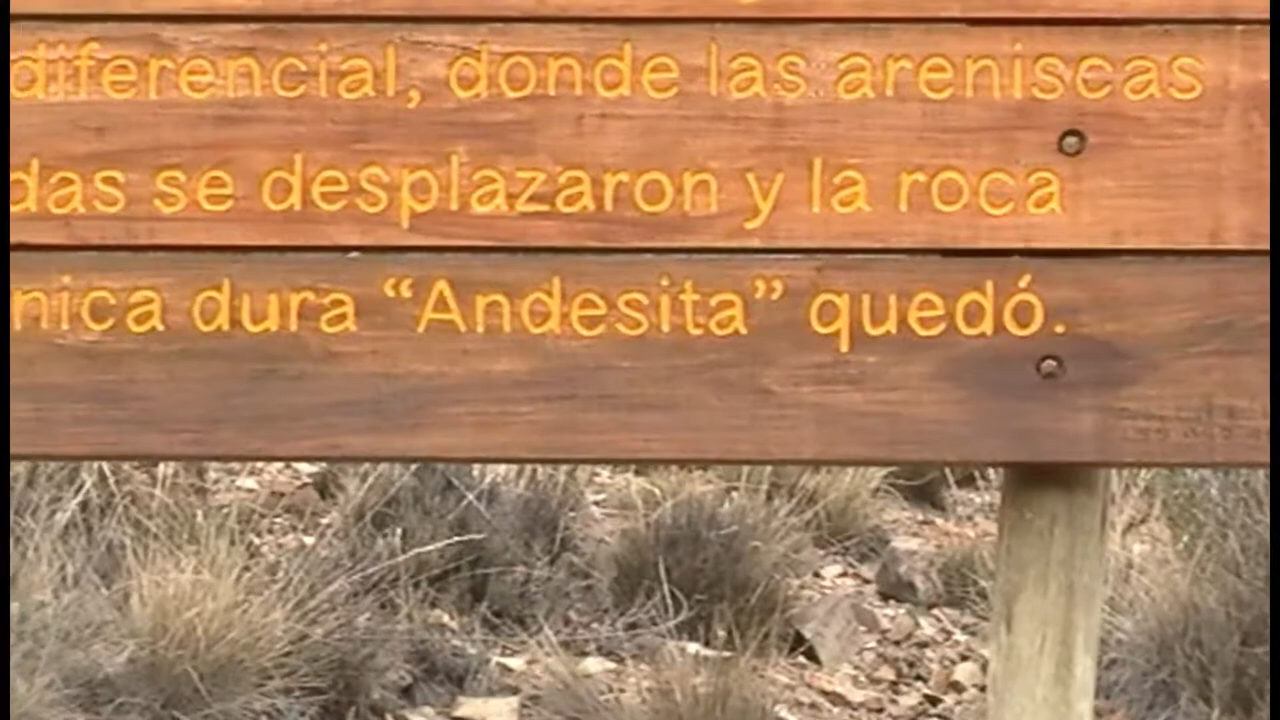 diferencial, donde las areniscas
das se desplazaron y la roca
nica dura “Andesita” quedó.